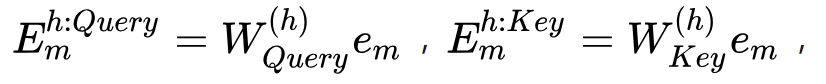 $E_m^{h:Query} = W_{Query}^{(h)} e_m$ , $E_m^{h:Key} = W_{Key}^{(h)} e_m$ ,